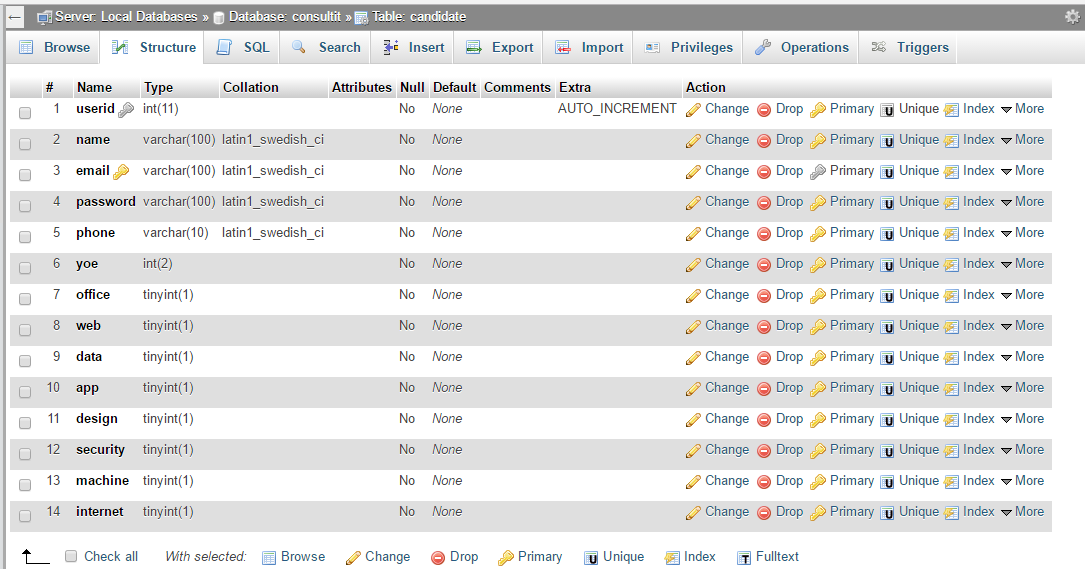 Server: Local Databases » Database: consultit » Table: candidate
Browse Structure SQL Search Insert Export Import Privileges Operations Triggers
# Name Type Collation Attributes Null Default Comments Extra Action
1 userid int(11) No None AUTO_INCREMENT Change Drop Primary Unique Index More
2 name varchar(100) latin1_swedish_ci No None Change Drop Primary Unique Index More
3 email varchar(100) latin1_swedish_ci No None Change Drop Primary Unique Index More
4 password varchar(100) latin1_swedish_ci No None Change Drop Primary Unique Index More
5 phone varchar(10) latin1_swedish_ci No None Change Drop Primary Unique Index More
6 yoe int(2) No None Change Drop Primary Unique Index More
7 office tinyint(1) No None Change Drop Primary Unique Index More
8 web tinyint(1) No None Change Drop Primary Unique Index More
9 data tinyint(1) No None Change Drop Primary Unique Index More
10 app tinyint(1) No None Change Drop Primary Unique Index More
11 design tinyint(1) No None Change Drop Primary Unique Index More
12 security tinyint(1) No None Change Drop Primary Unique Index More
13 machine tinyint(1) No None Change Drop Primary Unique Index More
14 internet tinyint(1) No None Change Drop Primary Unique Index More
Check all With selected: Browse Change Drop Primary Unique Index Fulltext